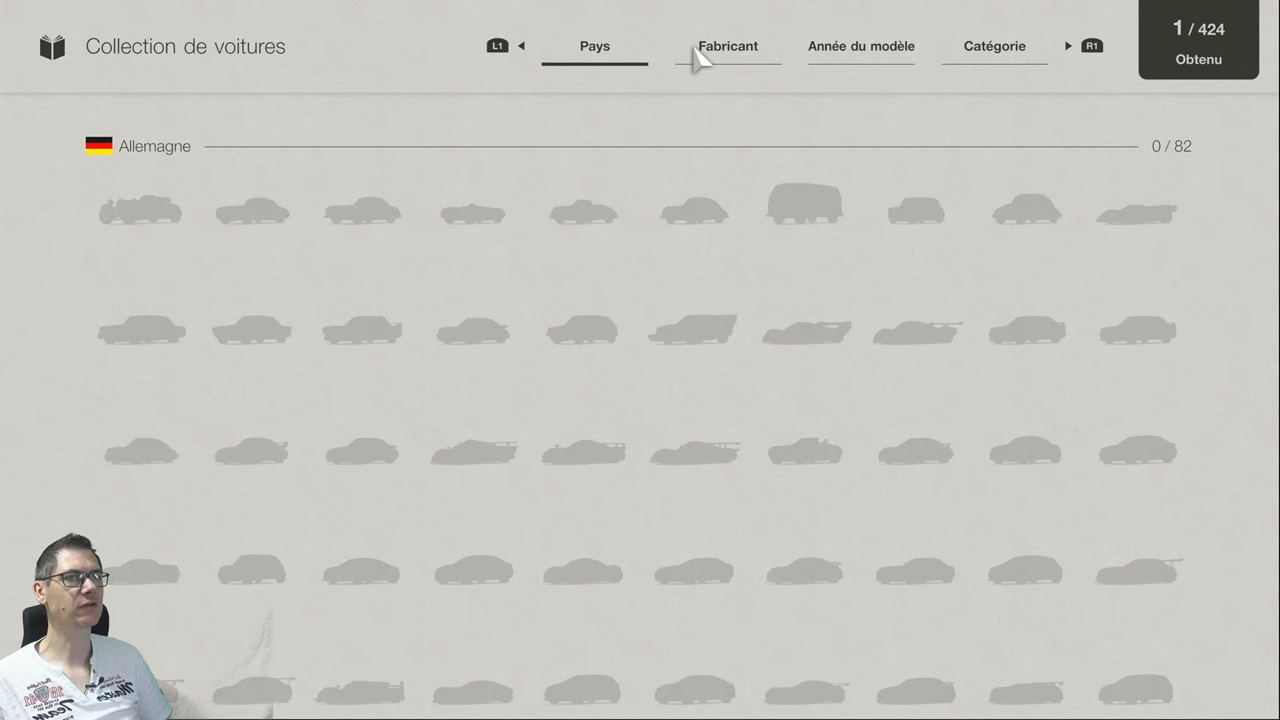 Collection de voitures
L1
Pays
Fabricant
Année du modèle
Catégorie
R1
1 / 424
Obtenu
Allemagne
0 / 82